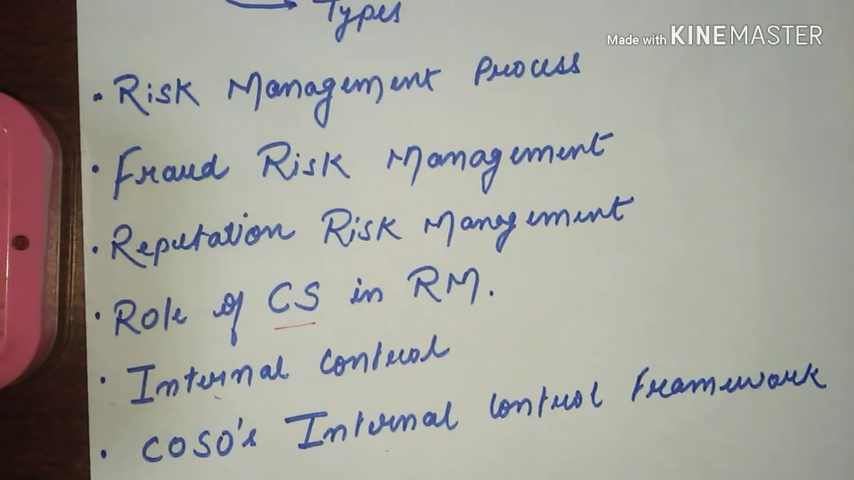 Types
Made with KINEMASTER
• Risk Management Process
• Fraud Risk Management
• Reputation Risk Management
• Role of CS in RM.
• Internal Control
• COSO's Internal Control Framework